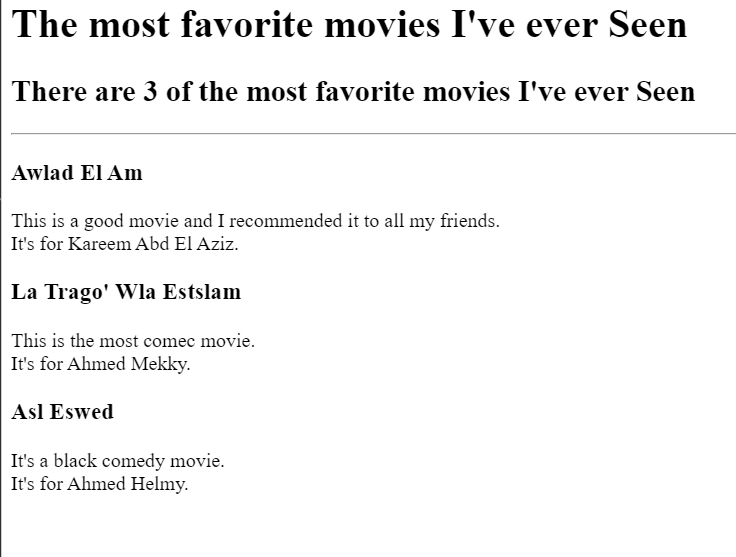 The most favorite movies I've ever Seen
There are 3 of the most favorite movies I've ever Seen
Awlad El Am
This is a good movie and I recommended it to all my friends.
It's for Kareem Abd El Aziz.
La Trago' Wla Estslam
This is the most comec movie.
It's for Ahmed Mekky.
Asl Eswed
It's a black comedy movie.
It's for Ahmed Helmy.